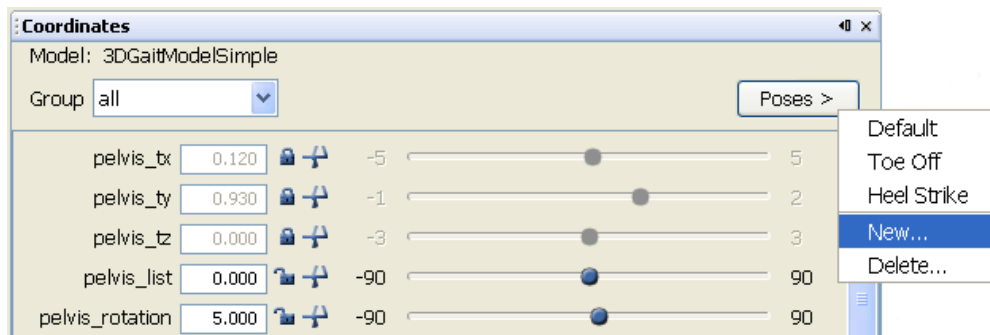 Coordinates
Model: 3DGaitModelSimple
Group all Poses >
Default
Toe Off
Heel Strike
New...
Delete...
pelvis_tx 0.120 -5 5
pelvis_ty 0.930 -1 2
pelvis_tz 0.000 -3 3
pelvis_list 0.000 -90 90
pelvis_rotation 5.000 -90 90